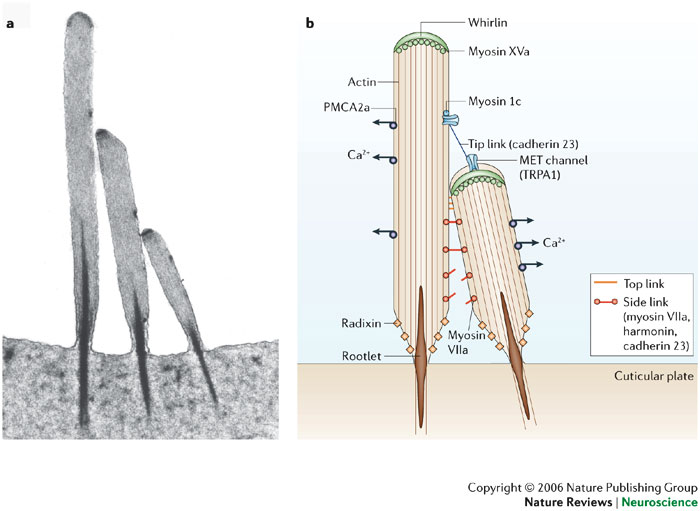 a
b
Whirlin
Myosin XVa
Actin
PMCA2a
Myosin 1c
Ca²⁺
Tip link (cadherin 23)
MET channel
(TRPA1)
Ca²⁺
Top link
Side link
(myosin VIIa,
harmonin,
cadherin 23)
Radixin
Myosin
VIIa
Rootlet
Cuticular plate
Copyright © 2006 Nature Publishing Group
Nature Reviews | Neuroscience